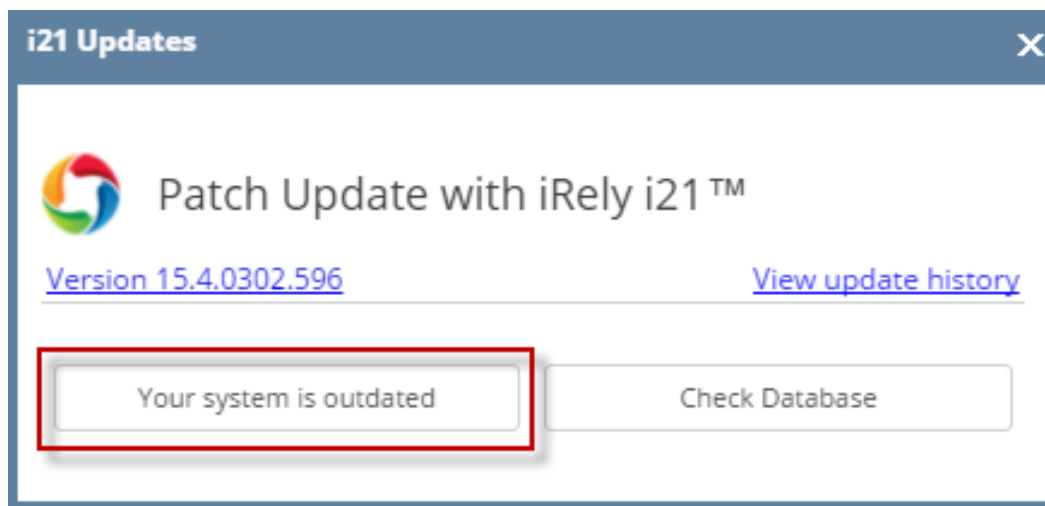 i21 Updates
Patch Update with iRely i21™
Version 15.4.0302.596 View update history
Your system is outdated Check Database